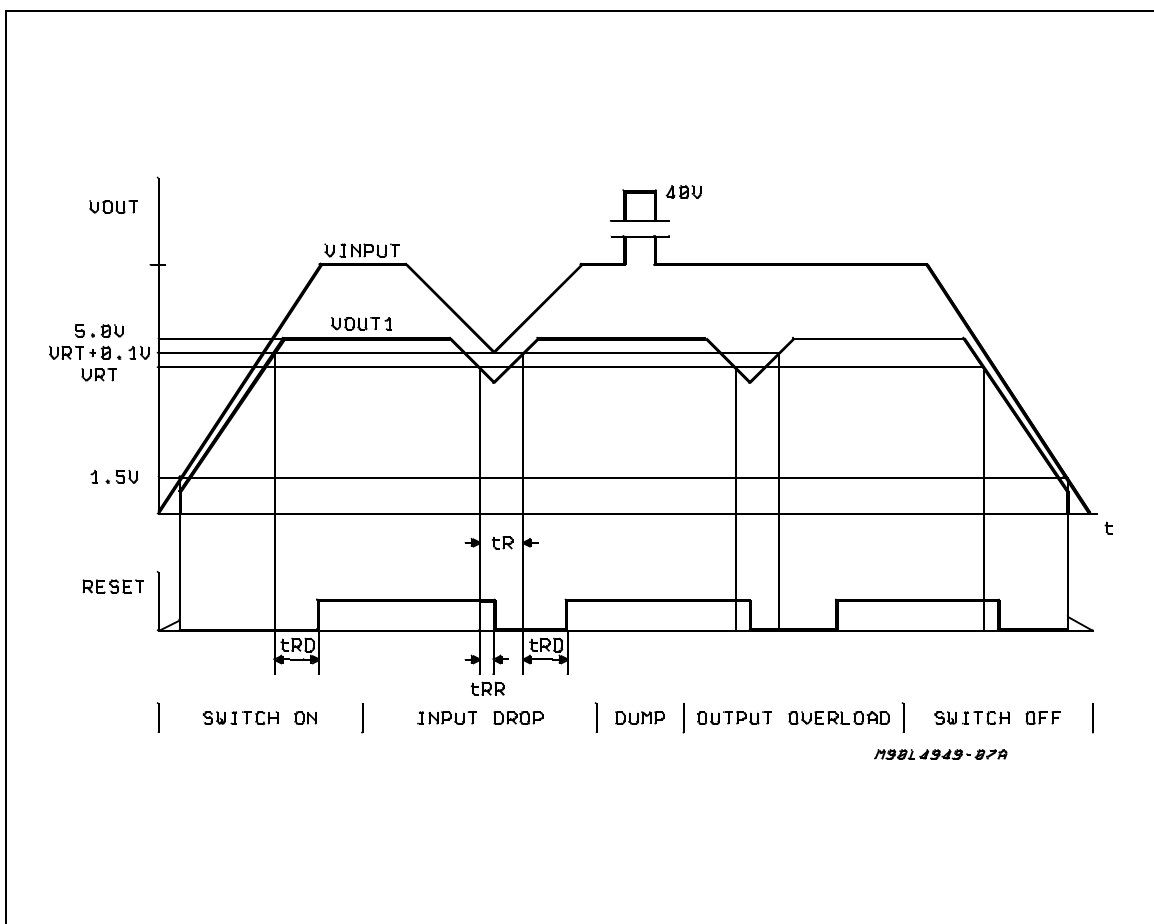 40V
VOUT
VINPUT
VOUT1
5.0V
VRT+0.1V
VRT
1.5V
t
tR
RESET
tRD
tRD
tRR
SWITCH ON
INPUT DROP
DUMP
OUTPUT OVERLOAD
SWITCH OFF
M90L4949-07A